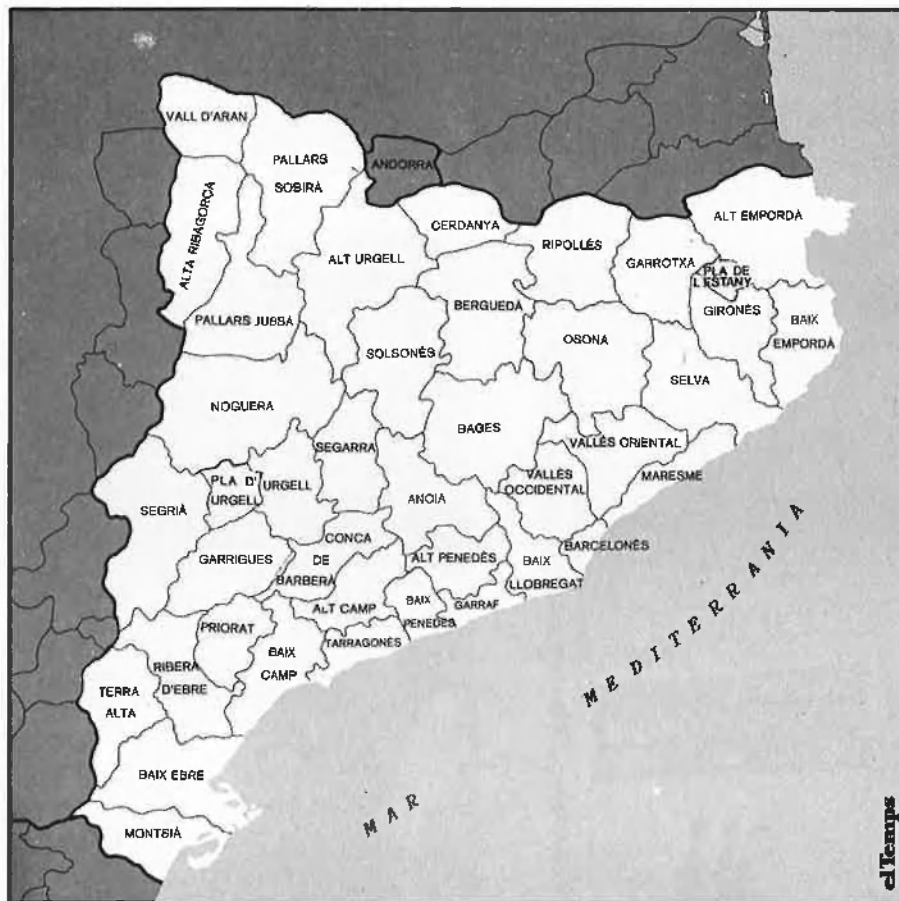 VALL D'ARAN
PALLARS
SOBIRÀ
ANDORRA
ALTA RIBAGORÇA
CERDANYA
ALT EMPORDÀ
ALT URGELL
RIPOLLÈS
GARROTXA
PLA DE
L'ESTANY
BERGUEDÀ
GIRONÈS
BAIX
EMPORDÀ
PALLARS JUSSÀ
SOLSONÈS
OSONA
SELVA
NOGUERA
BAGES
SEGARRA
VALLÈS ORIENTAL
PLA D'
URGELL
URGELL
VALLÈS
OCCIDENTAL
MARESME
SEGRIÀ
ANOIA
CONCA
DE
BARBERÀ
BARCELONÈS
GARRIGUES
ALT PENEDÈS
BAIX
LLOBREGAT
ALT CAMP
BAIX
PENEDÈS
GARRAF
PRIORAT
TARRAGONÈS
BAIX
CAMP
RIBERA
D'EBRE
TERRA
ALTA
BAIX EBRE
MONTSIÀ
MAR MEDITERRANIA
el Temps